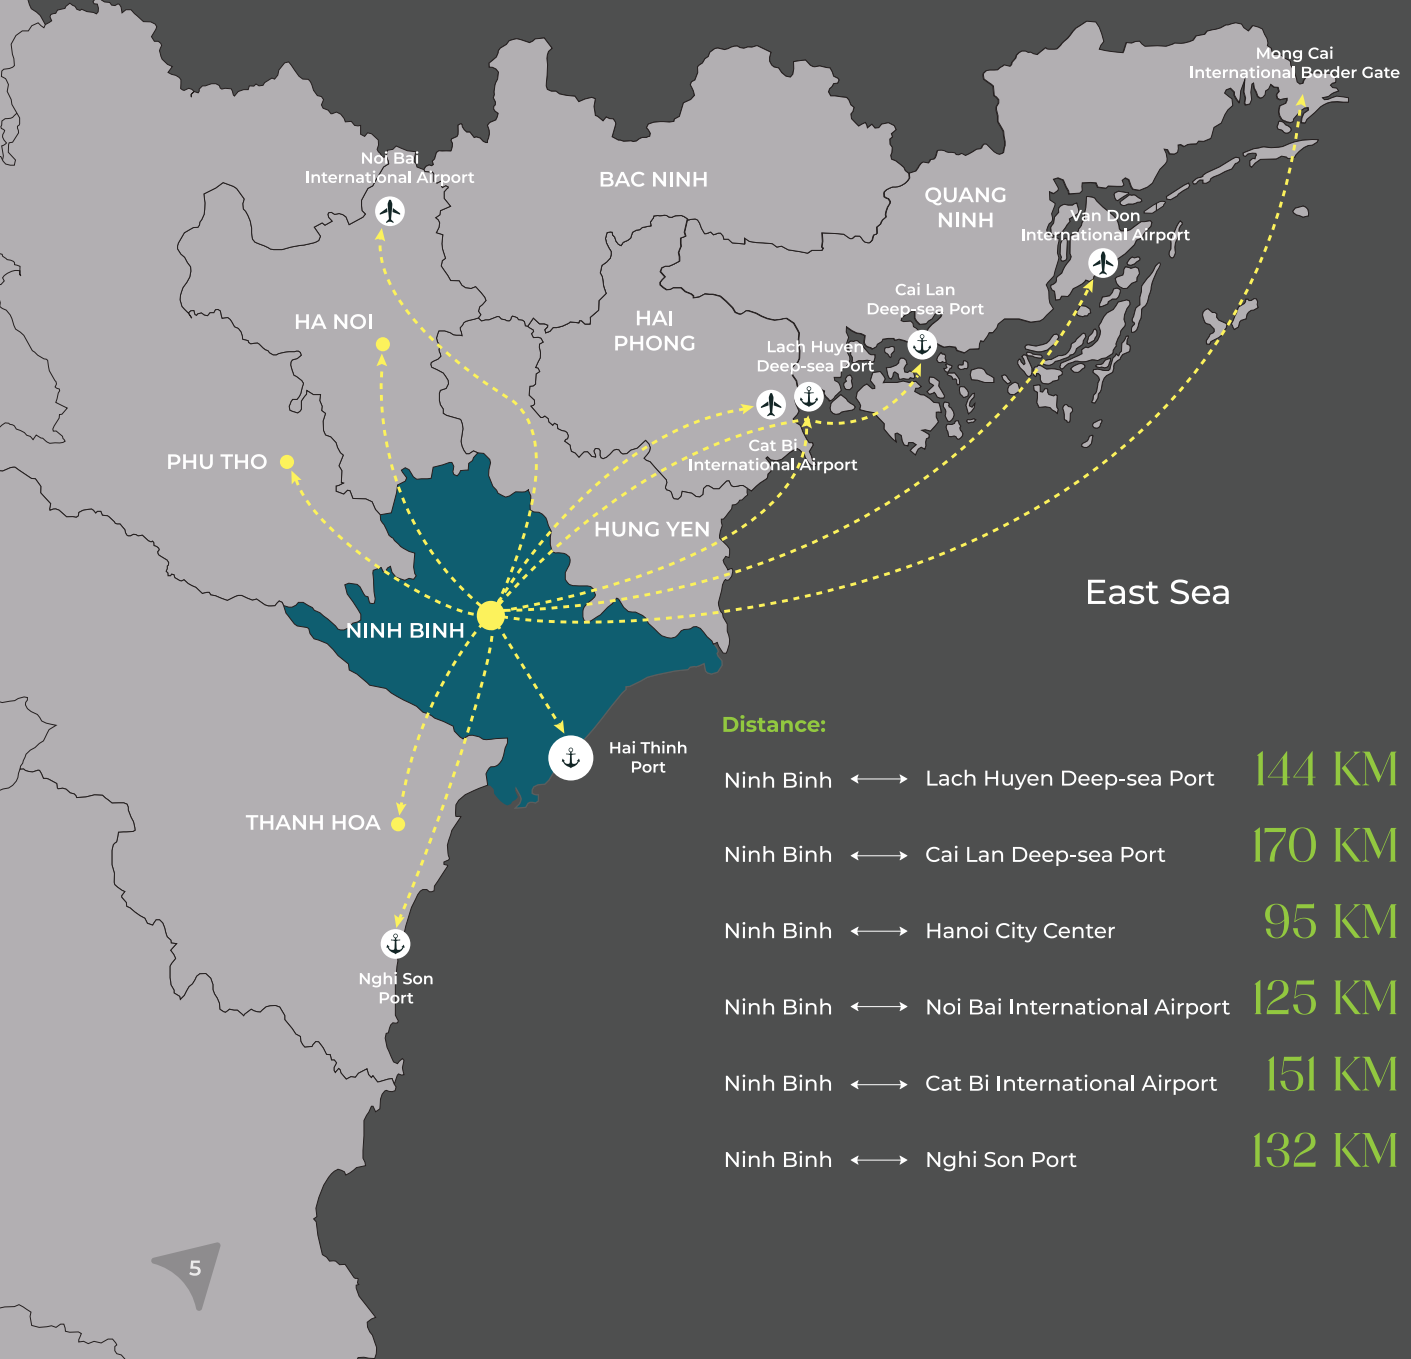 Mong Cai
International Border Gate
Noi Bai
International Airport
BAC NINH
QUANG
NINH
Van Don
International Airport
Cai Lan
Deep-sea Port
HA NOI
HAI
PHONG
Lach Huyen
Deep-sea Port
Cat Bi
International Airport
PHU THO
HUNG YEN
East Sea
NINH BINH
Hai Thinh
Port
THANH HOA
Nghi Son
Port
Distance:
Ninh Binh Lach Huyen Deep-sea Port 144 KM
Ninh Binh Cai Lan Deep-sea Port 170 KM
Ninh Binh Hanoi City Center 95 KM
Ninh Binh Noi Bai International Airport 125 KM
Ninh Binh Cat Bi International Airport 151 KM
Ninh Binh Nghi Son Port 132 KM
5